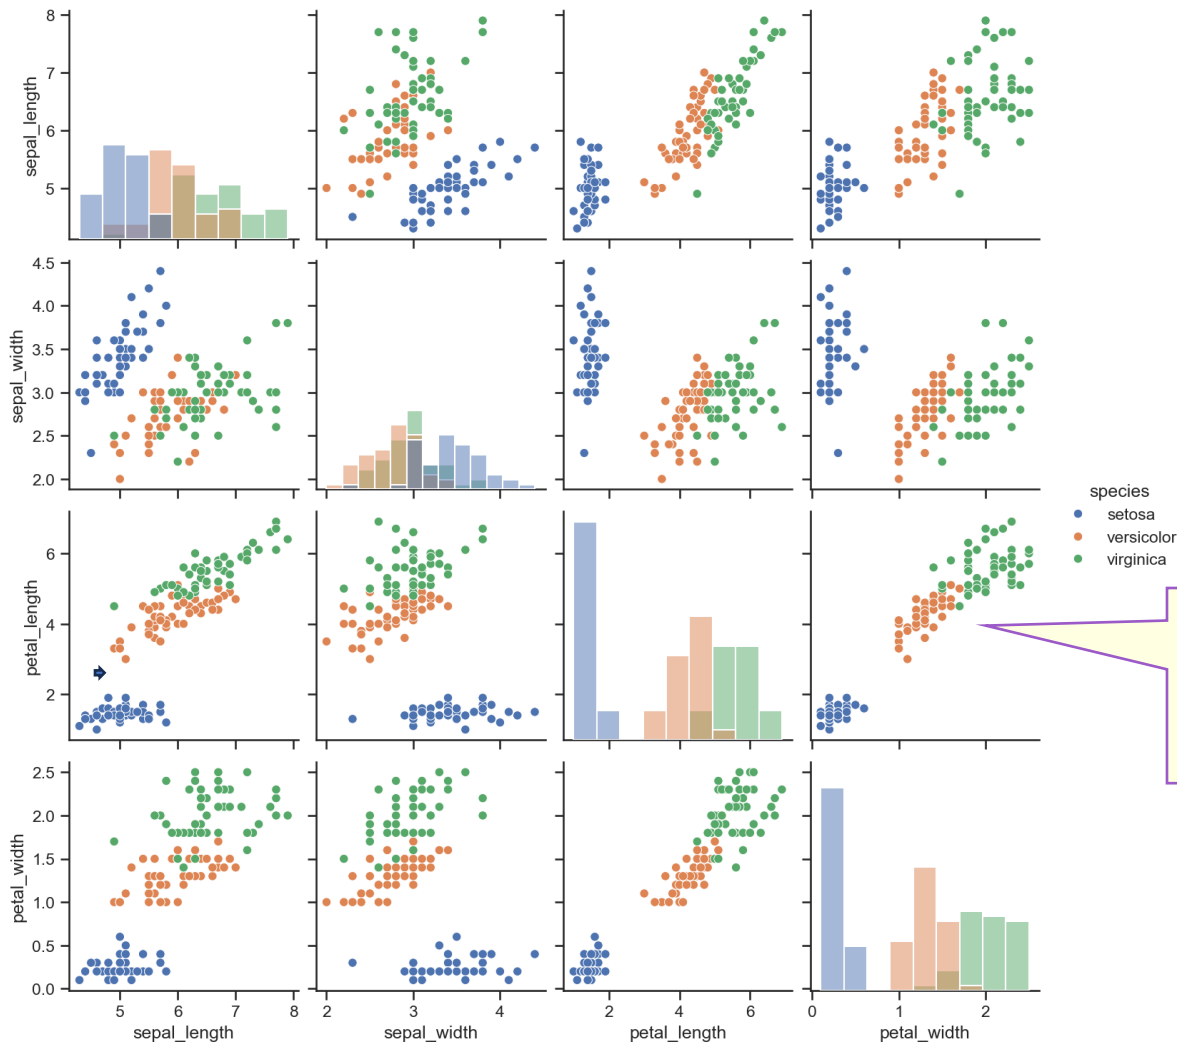 8
7
6
5
sepal_length
4.5
4.0
3.5
3.0
2.5
2.0
sepal_width
species
setosa
versicolor
virginica
6
4
2
petal_length
2.5
2.0
1.5
1.0
0.5
0.0
petal_width
5 6 7 8
2 3 4
2 4 6
0 1 2
sepal_length sepal_width petal_length petal_width